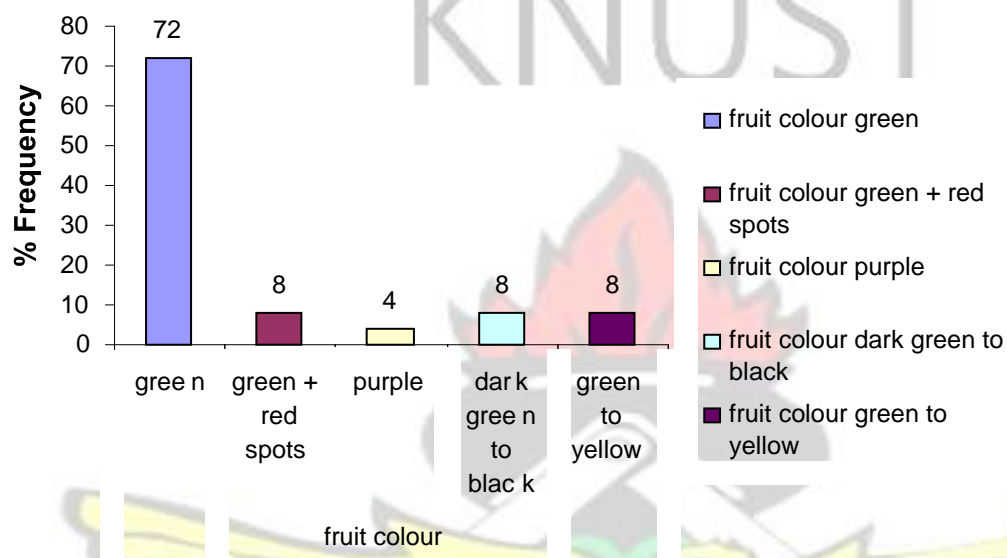 KNUST
80
70
60
50
40
30
20
10
0
% Frequency
72
8
4
8
8
gree n
green +
red
spots
purple
dar k
gree n
to
blac k
green
to
yellow
fruit colour
fruit colour green
fruit colour green + red
spots
fruit colour purple
fruit colour dark green to
black
fruit colour green to
yellow